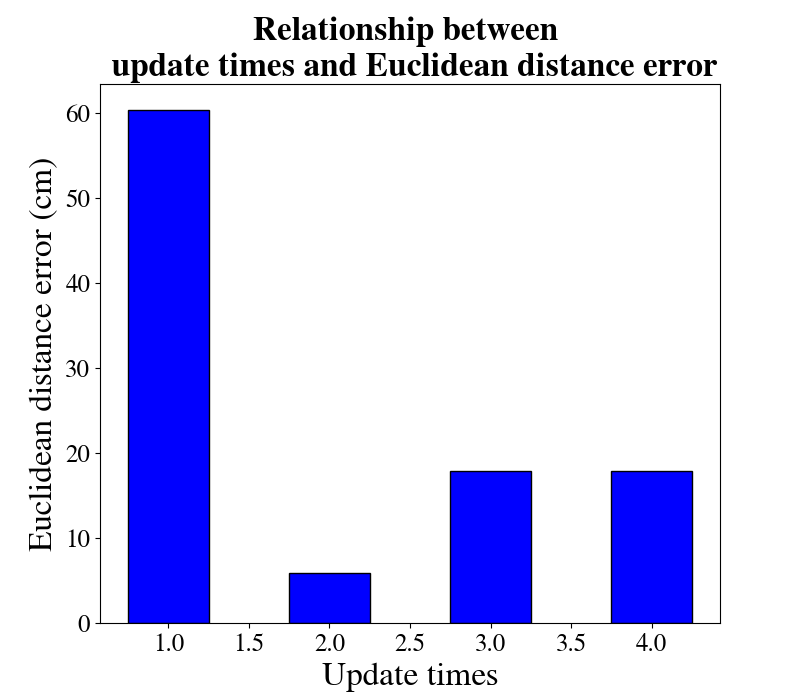 Relationship between
update times and Euclidean distance error
Euclidean distance error (cm)
60
50
40
30
20
10
0
1.0 1.5 2.0 2.5 3.0 3.5 4.0
Update times